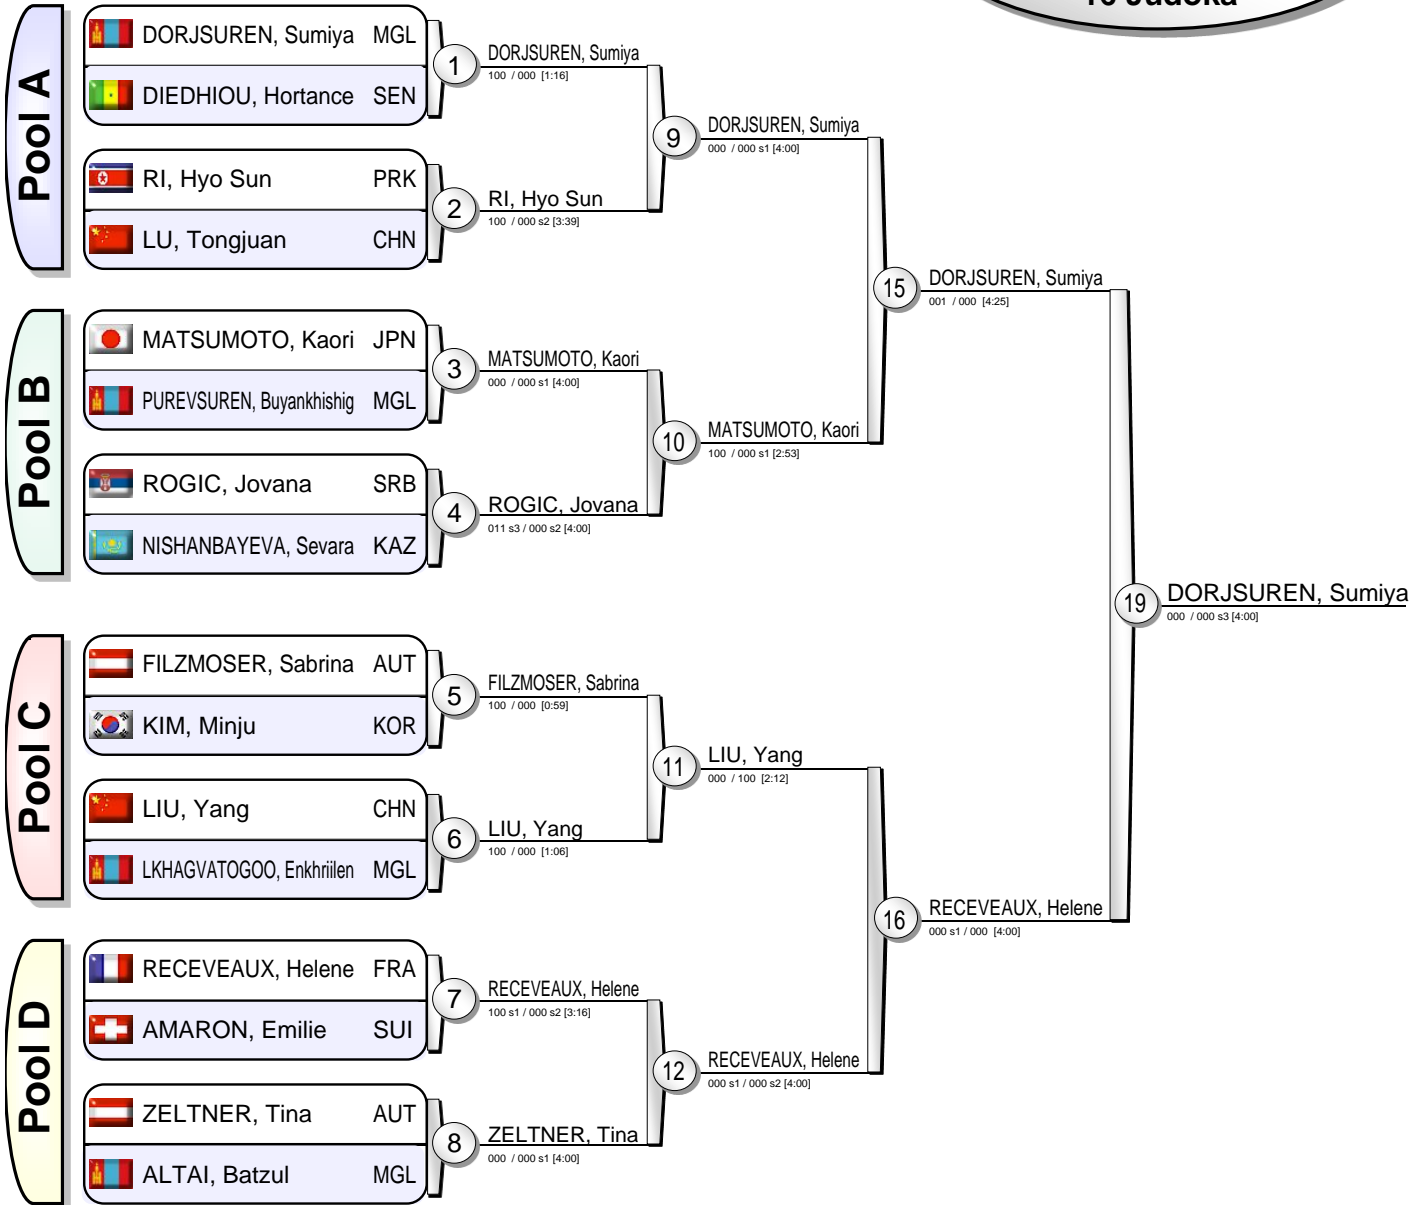 16 Judoka
Pool A
DORJSUREN, Sumiya MGL
DIEDHIOU, Hortance SEN
RI, Hyo Sun PRK
LU, Tongjuan CHN
Pool B
MATSUMOTO, Kaori JPN
PUREVSUREN, Buyankhishig MGL
ROGIC, Jovana SRB
NISHANBAYEVA, Sevara KAZ
Pool C
FILZMOSER, Sabrina AUT
KIM, Minju KOR
LIU, Yang CHN
LKHAGVATOGOO, Enkhriilen MGL
Pool D
RECEVEAUX, Helene FRA
AMARON, Emilie SUI
ZELTNER, Tina AUT
ALTAI, Batzul MGL
1
DORJSUREN, Sumiya
100 / 000 [1:16]
2
RI, Hyo Sun
100 / 000 s2 [3:39]
3
MATSUMOTO, Kaori
000 / 000 s1 [4:00]
4
ROGIC, Jovana
011 s3 / 000 s2 [4:00]
5
FILZMOSER, Sabrina
100 / 000 [0:59]
6
LIU, Yang
100 / 000 [1:06]
7
RECEVEAUX, Helene
100 s1 / 000 s2 [3:16]
8
ZELTNER, Tina
000 / 000 s1 [4:00]
9
DORJSUREN, Sumiya
000 / 000 s1 [4:00]
10
MATSUMOTO, Kaori
100 / 000 s1 [2:53]
11
LIU, Yang
000 / 100 [2:12]
12
RECEVEAUX, Helene
000 s1 / 000 s2 [4:00]
15
DORJSUREN, Sumiya
001 / 000 [4:25]
16
RECEVEAUX, Helene
000 s1 / 000 [4:00]
19
DORJSUREN, Sumiya
000 / 000 s3 [4:00]